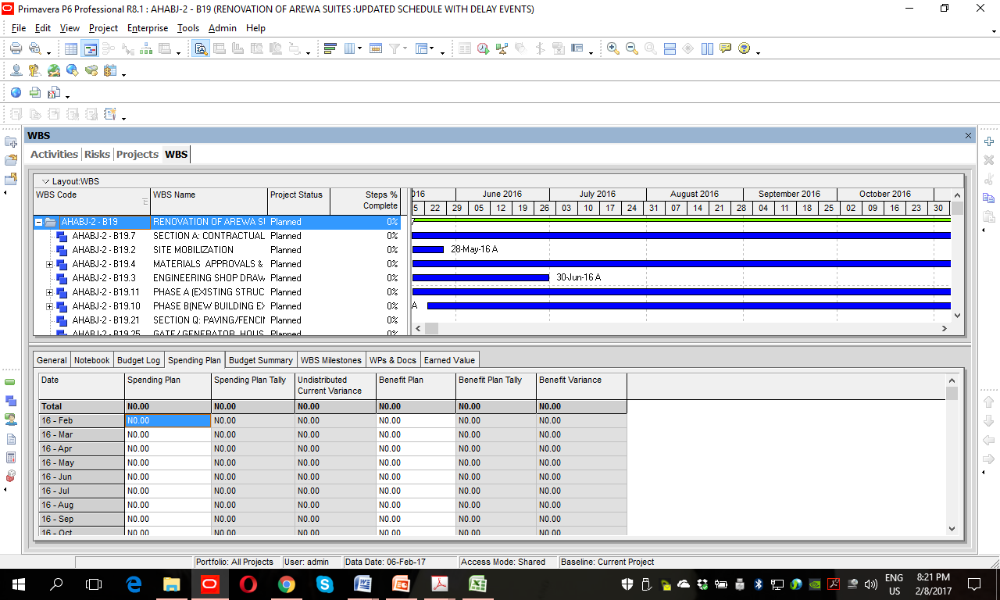 Primavera P6 Professional R8.1 : AHABJ-2 - B19 (RENOVATION OF AREWA SUITES :UPDATED SCHEDULE WITH DELAY EVENTS)
File Edit View Project Enterprise Tools Admin Help
WBS
Activities Risks Projects WBS
Layout:WBS
WBS Code WBS Name Project Status Steps % Complete
016 June 2016 July 2016 August 2016 September 2016 October 2016
5 22 29 05 12 19 26 03 10 17 24 31 07 14 21 28 04 11 18 25 02 09 16 23 30
AHABJ-2 - B19 RENOVATION OF AREWA SU Planned 0%
AHABJ-2 - B19.7 SECTION A: CONTRACTUAL Planned 0%
AHABJ-2 - B19.2 SITE MOBILIZATION Planned 0% 28-May-16 A
AHABJ-2 - B19.4 MATERIALS APPROVALS & Planned 0%
AHABJ-2 - B19.3 ENGINEERING SHOP DRAW Planned 0% 30-Jun-16 A
AHABJ-2 - B19.11 PHASE A (EXISTING STRUC Planned 0%
AHABJ-2 - B19.10 PHASE B(NEW BUILDING EX Planned 0% A
AHABJ-2 - B19.21 SECTION Q: PAVING/FENCIN Planned 0%
AHABJ-2 - B19.25 GATE/ GENERATOR HOUS Planned 0%
General Notebook Budget Log Spending Plan Budget Summary WBS Milestones WPs & Docs Earned Value
Date Spending Plan Spending Plan Tally Undistributed Current Variance Benefit Plan Benefit Plan Tally Benefit Variance
Total N0.00 N0.00 N0.00 N0.00 N0.00 N0.00
16 - Feb N0.00 N0.00 N0.00 N0.00 N0.00 N0.00
16 - Mar N0.00 N0.00 N0.00 N0.00 N0.00 N0.00
16 - Apr N0.00 N0.00 N0.00 N0.00 N0.00 N0.00
16 - May N0.00 N0.00 N0.00 N0.00 N0.00 N0.00
16 - Jun N0.00 N0.00 N0.00 N0.00 N0.00 N0.00
16 - Jul N0.00 N0.00 N0.00 N0.00 N0.00 N0.00
16 - Aug N0.00 N0.00 N0.00 N0.00 N0.00 N0.00
16 - Sep N0.00 N0.00 N0.00 N0.00 N0.00 N0.00
16 - Oct N0.00 N0.00 N0.00 N0.00 N0.00 N0.00
Portfolio: All Projects User: admin Data Date: 06-Feb-17 Access Mode: Shared Baseline: Current Project
ENG 8:21 PM
US 2/8/2017